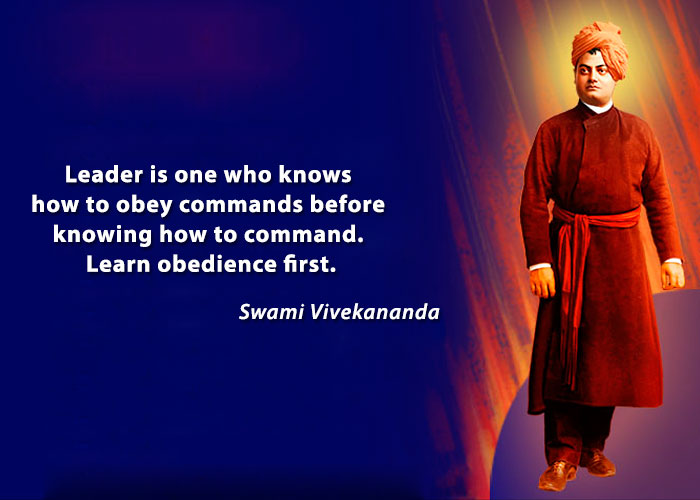 Leader is one who knows
how to obey commands before
knowing how to command.
Learn obedience first.
Swami Vivekananda